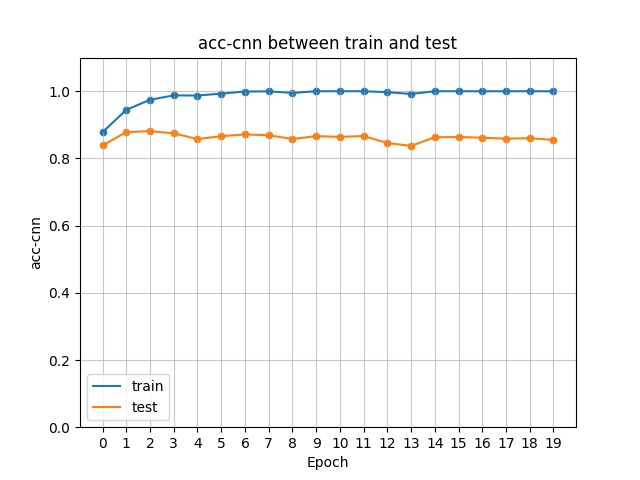 acc-cnn between train and test
1.0
0.8
0.6
0.4
0.2
0.0
acc-cnn
train
test
0 1 2 3 4 5 6 7 8 9 10 11 12 13 14 15 16 17 18 19
Epoch